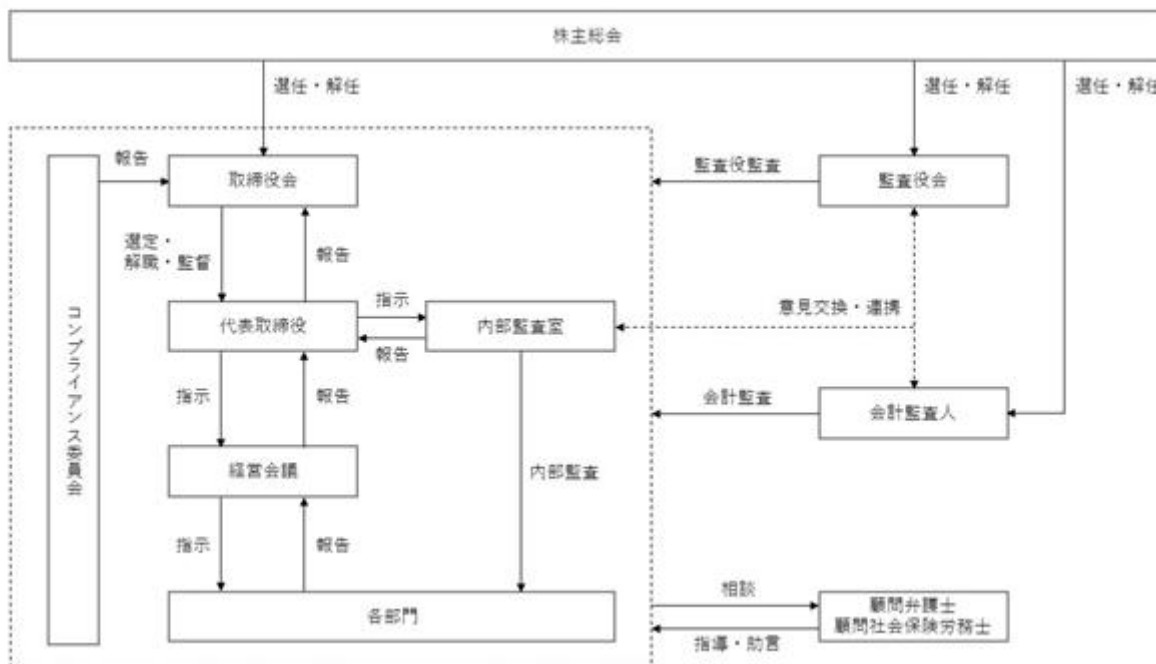 株主総会
選任・解任
選任・解任
選任・解任
報告
取締役会
監査役監査
監査役会
選定・
解職・監督
報告
コンプライアンス委員会
代表取締役
指示
報告
内部監査室
意見交換・連携
指示
報告
会計監査
会計監査人
経営会議
内部監査
指示
報告
各部門
相談
指導・助言
顧問弁護士
顧問社会保険労務士